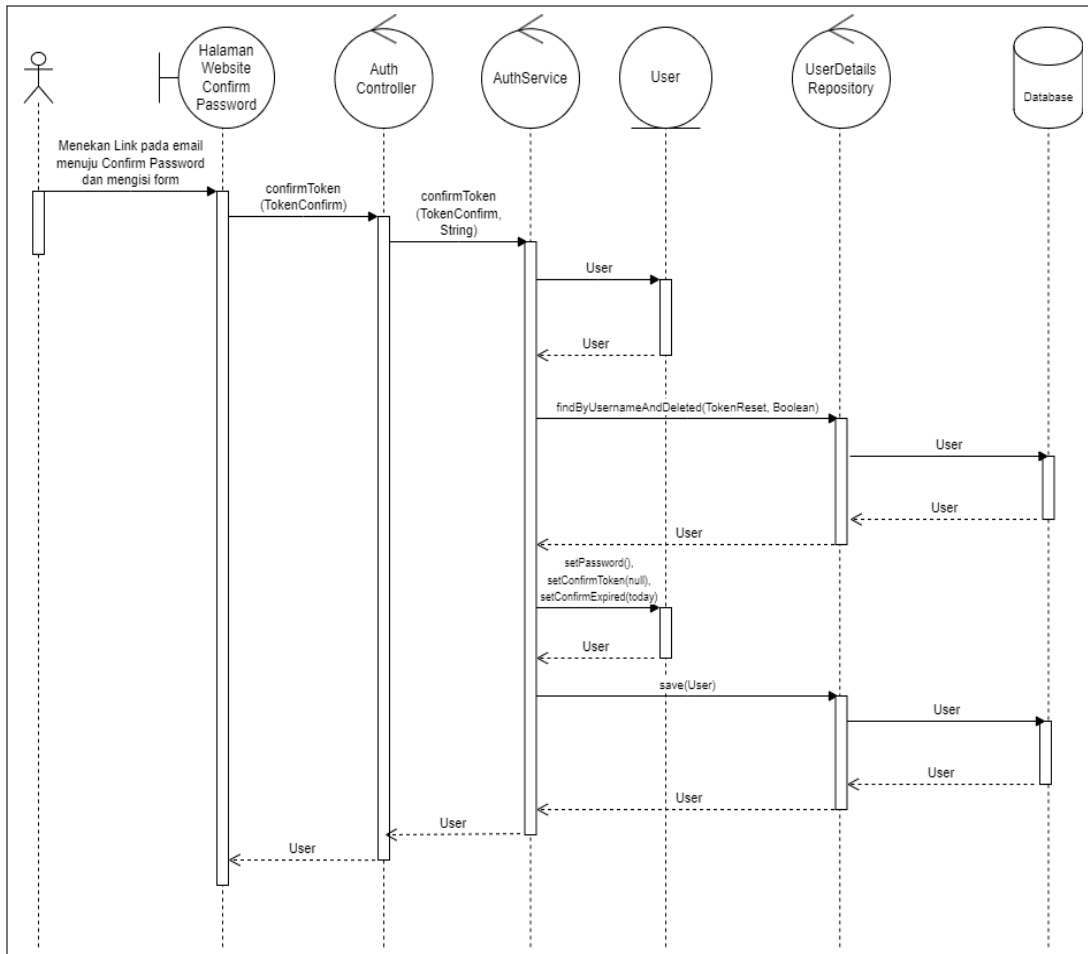 Halaman
Website
Confirm
Password
Auth
Controller
AuthService
User
UserDetails
Repository
Database
Menekan Link pada email
menuju Confirm Password
dan mengisi form
confirmToken
(TokenConfirm)
confirmToken
(TokenConfirm,
String)
User
User
findByUsernameAndDeleted(TokenReset, Boolean)
User
User
User
setPassword(),
setConfirmToken(null),
setConfirmExpired(today)
User
save(User)
User
User
User
User
User